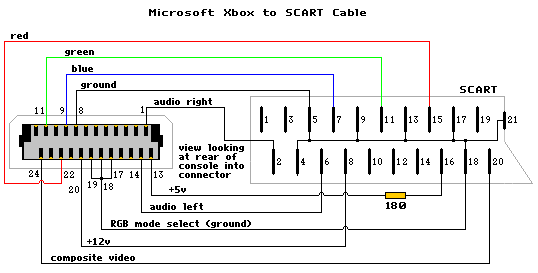 Microsoft Xbox to SCART Cable
red
green
blue
ground
audio right
SCART
11 9 8 1
1 3 5 7 9 11 13 15 17 19 21
view looking
at rear of
console into
connector
2 4 6 8 10 12 14 16 18 20
24 22 20 19 18 17 14 13
+5v
180
audio left
RGB mode select (ground)
+12v
composite video